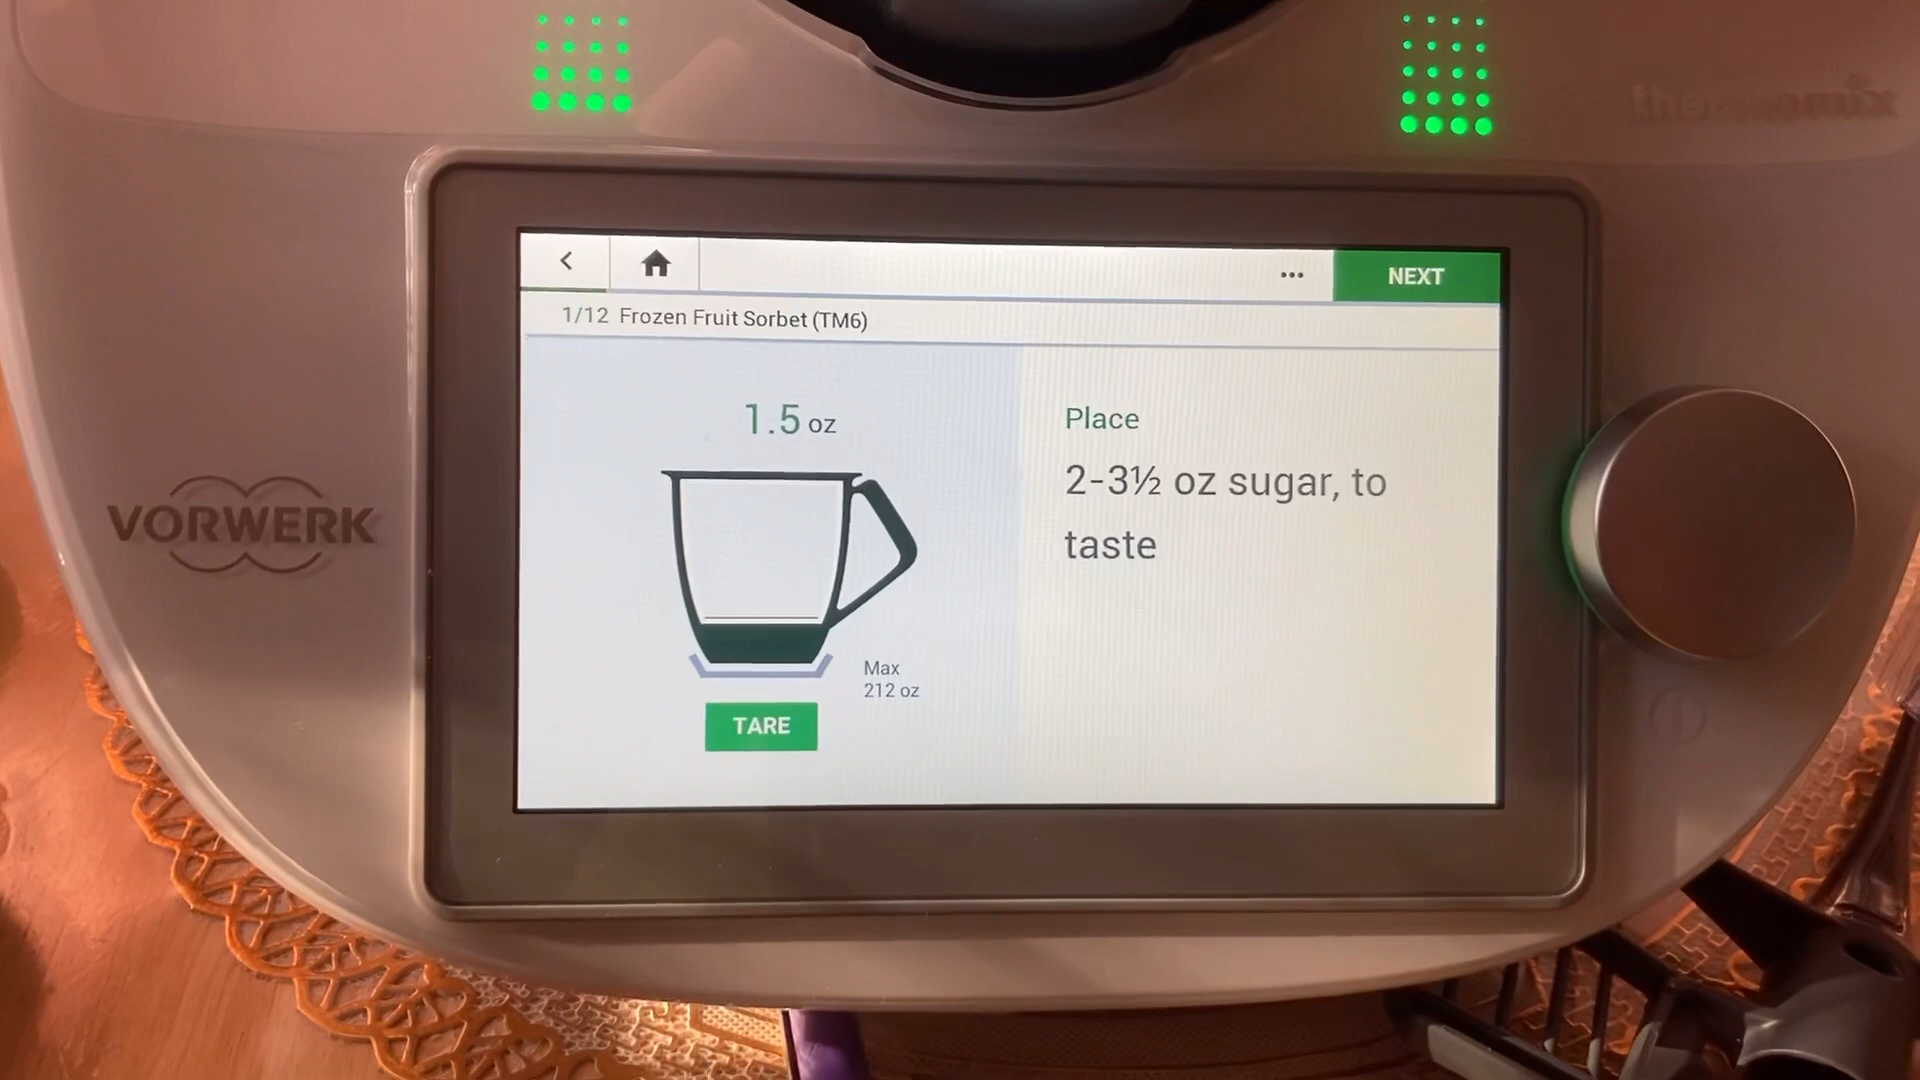 thermomix
NEXT
1/12 Frozen Fruit Sorbet (TM6)
1.5 oz
Place
2-3½ oz sugar, to
taste
VORWERK
Max
212 oz
TARE